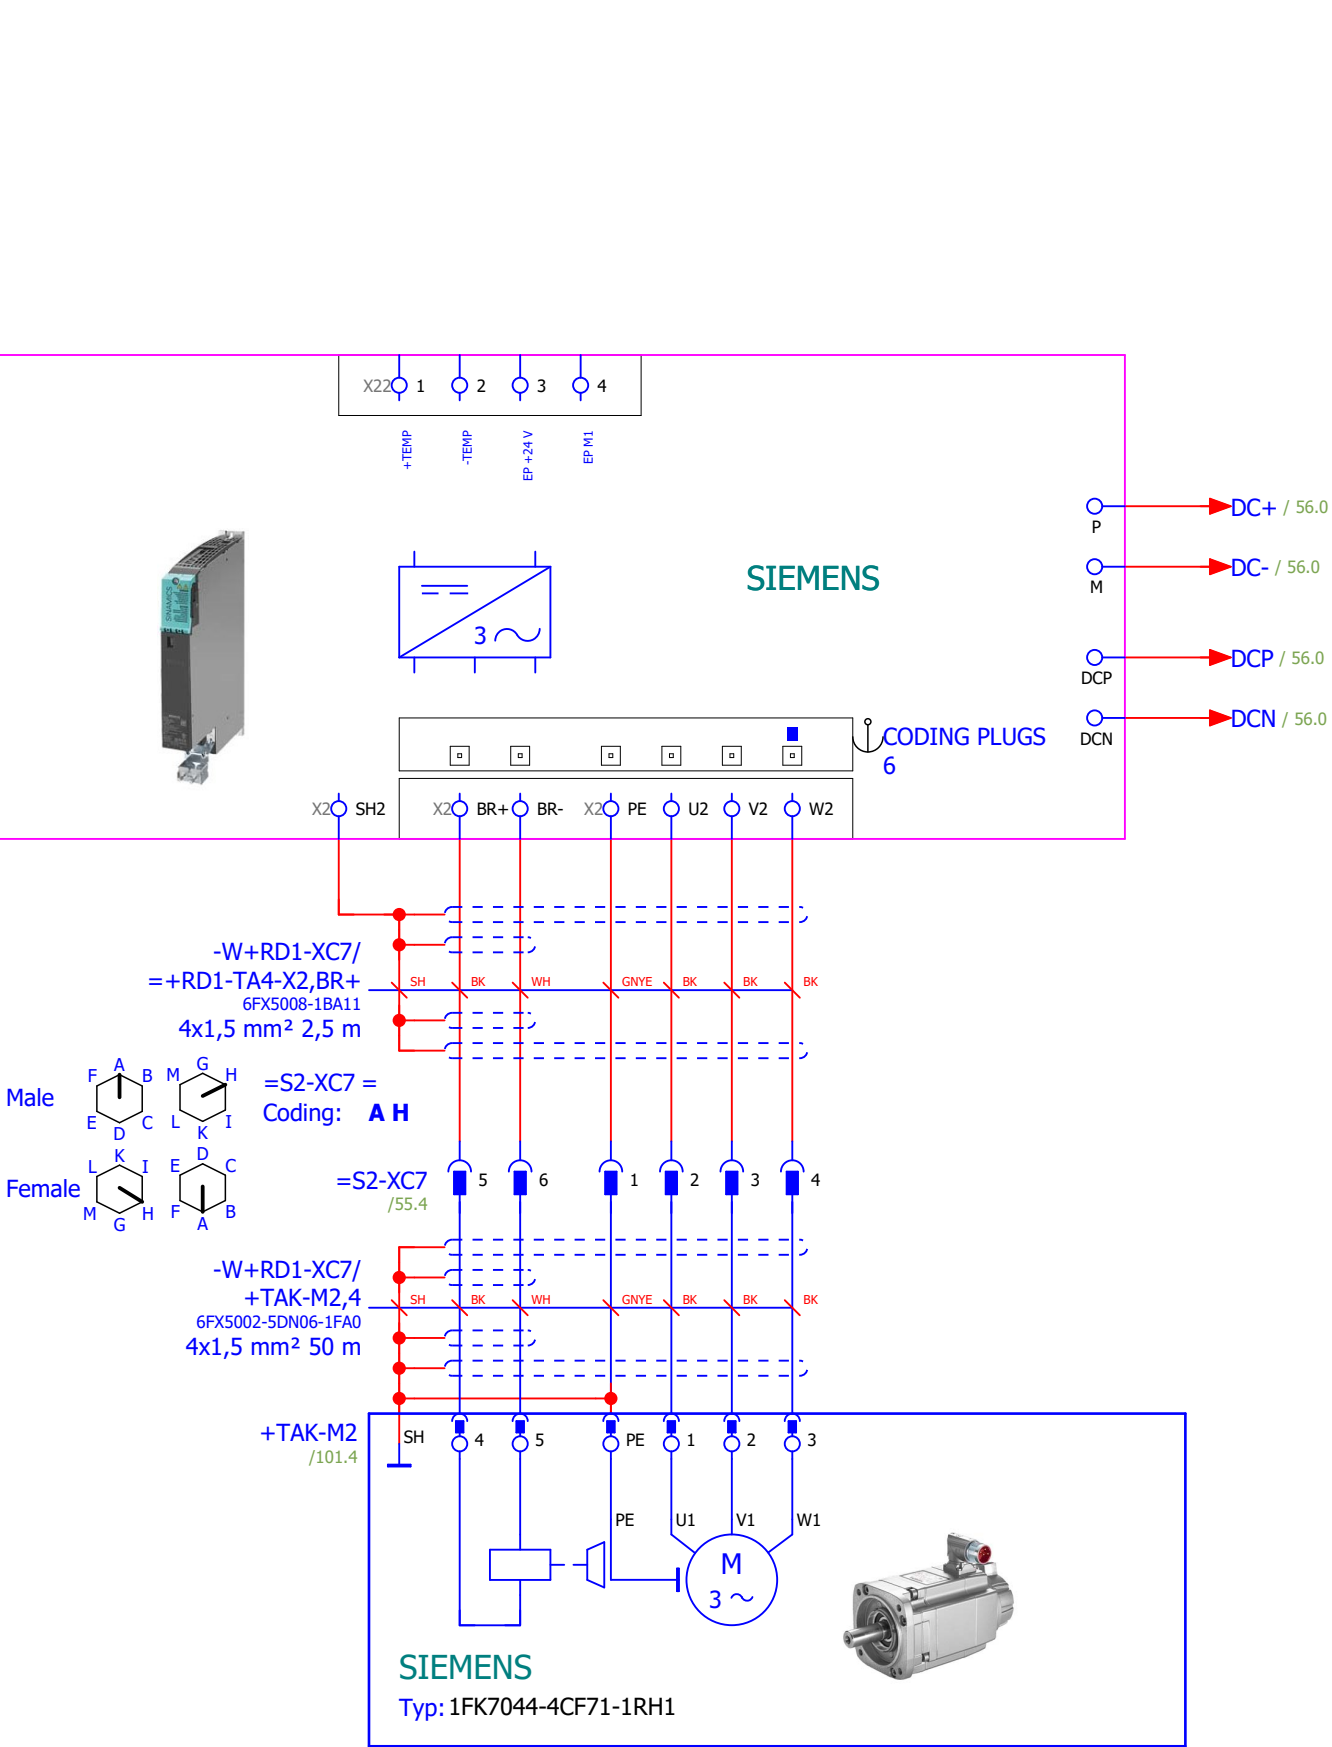 X22 1 2 3 4
+TEMP -TEMP EP +24 V EP M1
P DC+ / 56.0
SIEMENS
M DC- / 56.0
SINAMICS
3
DCP DCP / 56.0
DCN DCN / 56.0
CODING PLUGS
6
X2 SH2 X2 BR+ BR- X2 PE U2 V2 W2
-W+RD1-XC7/
=+RD1-TA4-X2,BR+
SH BK WH GNYE BK BK BK
6FX5008-1BA11
4x1,5 mm² 2,5 m
Male
A B C D E F
G H I K L M
=S2-XC7 =
Coding: A H
Female
K I H G M L
D C B A F E
=S2-XC7 5 6 1 2 3 4
/55.4
-W+RD1-XC7/
+TAK-M2,4
SH BK WH GNYE BK BK BK
6FX5002-5DN06-1FA0
4x1,5 mm² 50 m
+TAK-M2 SH 4 5 PE 1 2 3
/101.4
PE U1 V1 W1
M
3
SIEMENS
Typ: 1FK7044-4CF71-1RH1